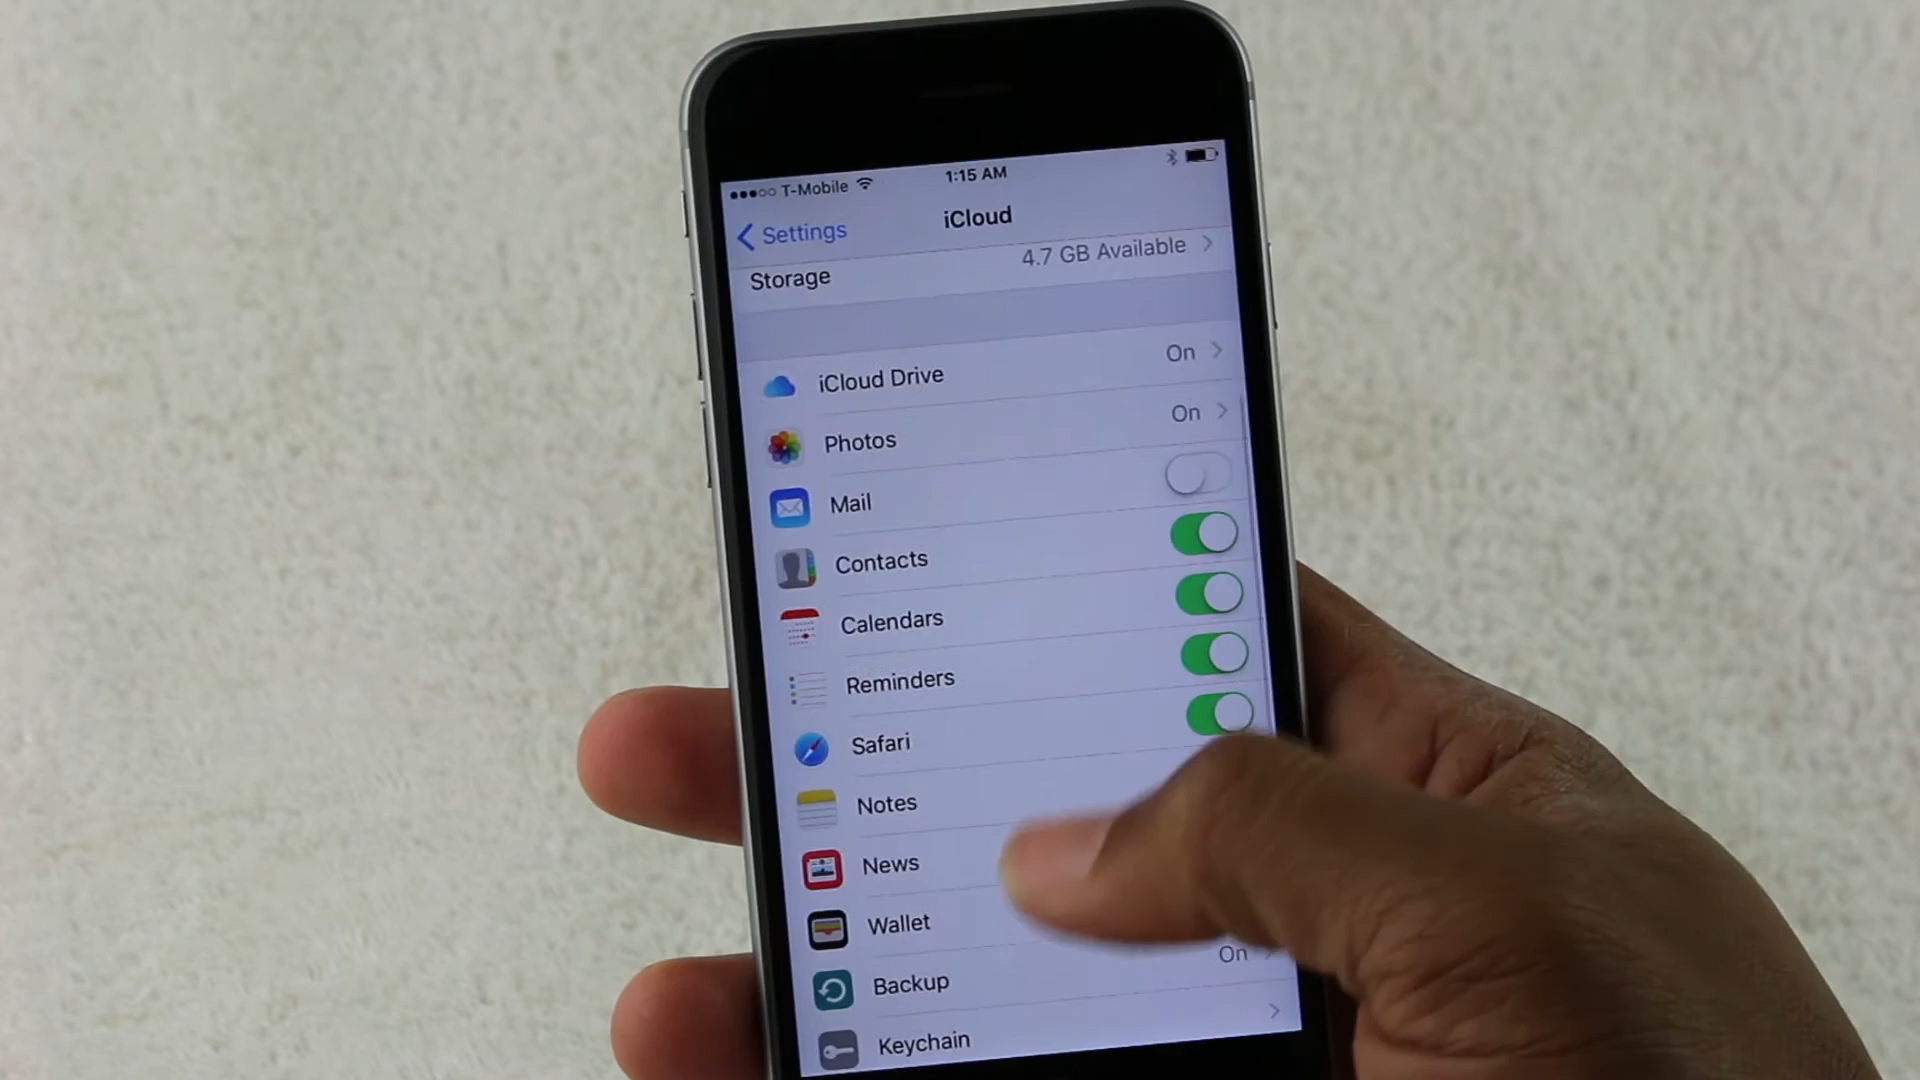 T-Mobile 1:15 AM
Settings iCloud
Storage 4.7 GB Available
iCloud Drive On
Photos On
Mail
Contacts
Calendars
Reminders
Safari
Notes
News
Wallet
Backup On
Keychain